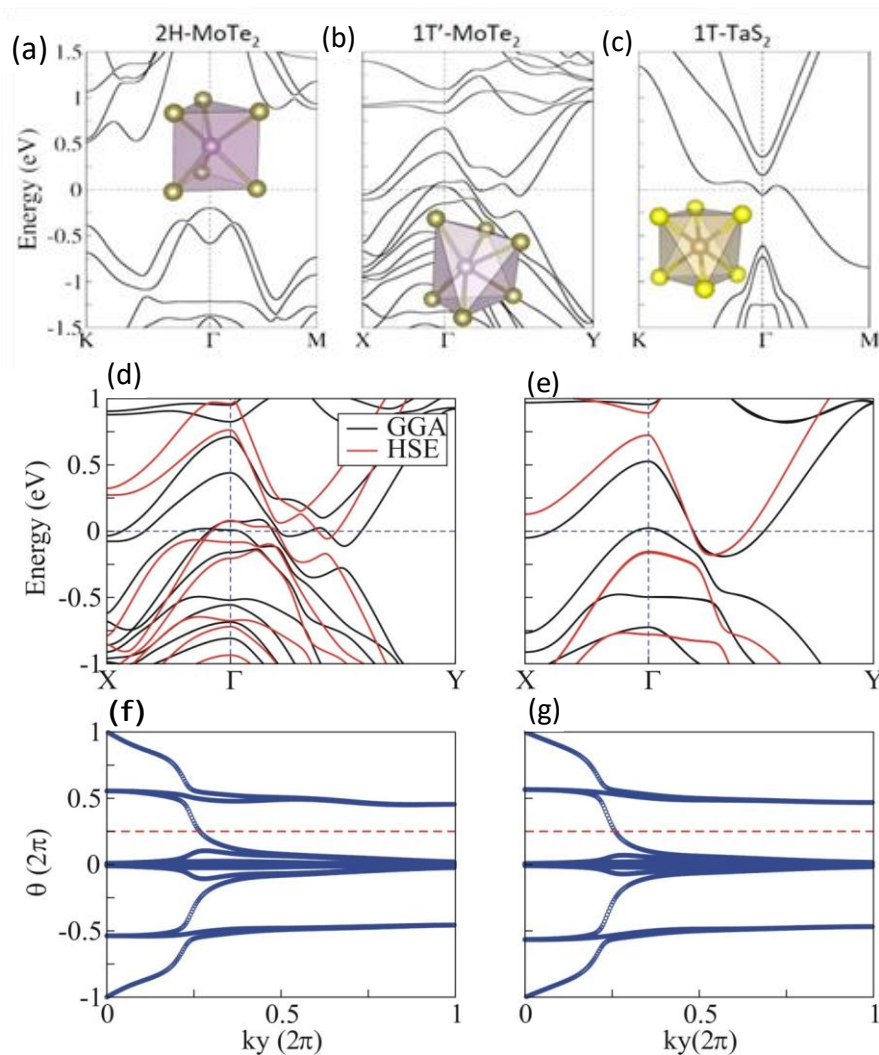 (a) 2H-MoTe2 (b) 1T′-MoTe2 (c) 1T-TaS2
1.5
1
0.5
0
-0.5
-1
-1.5
Energy (eV)
K Γ M X Γ Y K Γ M
(d) (e)
1
0.5
0
-0.5
-1
Energy (eV)
GGA
HSE
X Γ Y X Γ Y
(f) (g)
1
0.5
0
-0.5
-1
θ (2π)
0 0.5 1 0 0.5 1
ky (2π) ky(2π)